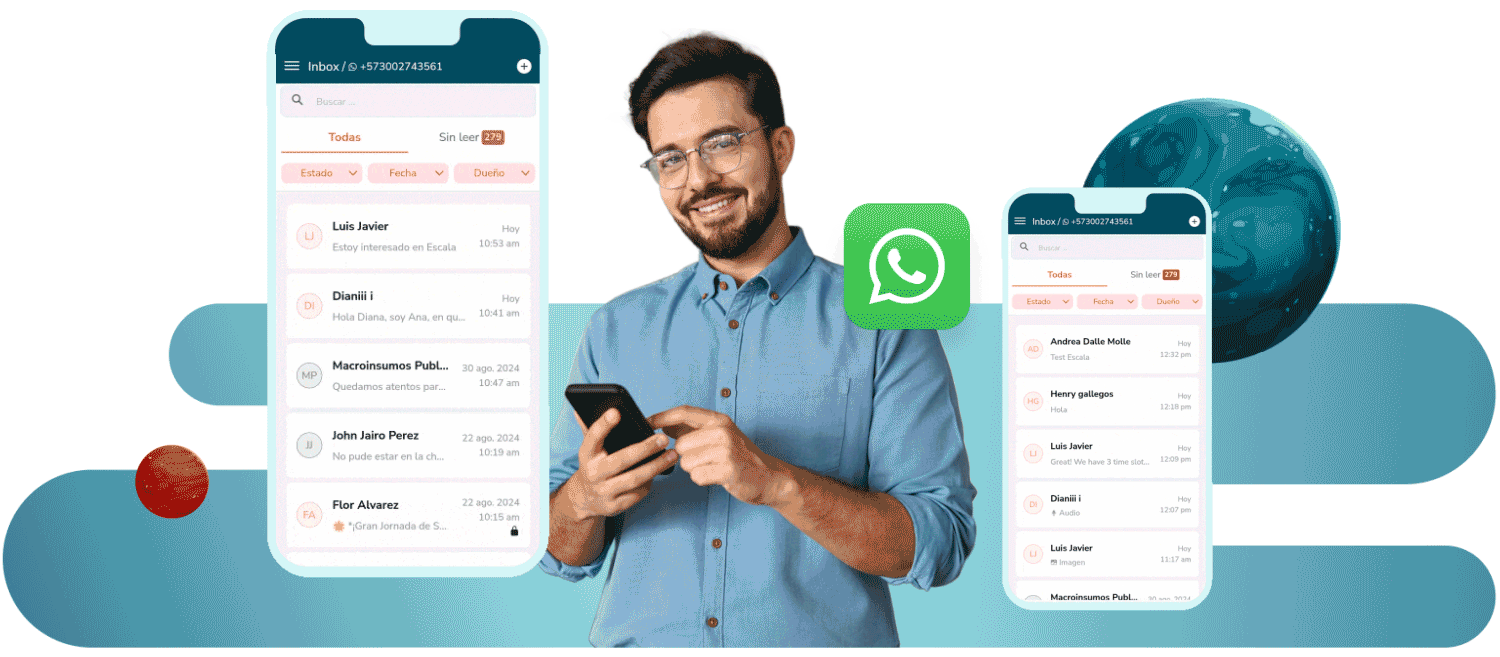 Inbox / +573002743561
Buscar ...
Todas
Sin leer 279
Estado
Fecha
Dueño
LJ
Luis Javier
Hoy
Estoy interesado en Escala
10:53 am
DI
Dianiii i
Hoy
Hola Diana, soy Ana, en qu...
10:41 am
MP
Macroinsumos Publ...
30 ago. 2024
Quedamos atentos par...
10:47 am
JJ
John Jairo Perez
22 ago. 2024
No pude estar en la ch...
10:19 am
FA
Flor Alvarez
22 ago. 2024
*¡Gran Jornada de S...
10:15 am
Inbox / +573002743561
Buscar ...
Todas
Sin leer 279
Estado
Fecha
Dueño
AD
Andrea Dalle Molle
Hoy
Test Escala
12:32 pm
HG
Henry gallegos
Hoy
Hola
12:18 pm
LJ
Luis Javier
Hoy
Great! We have 3 time slot...
12:09 pm
DI
Dianiii i
Hoy
Audio
12:07 pm
LJ
Luis Javier
Hoy
Imagen
11:17 am
Macroinsumos Publ...
30 ago. 2024